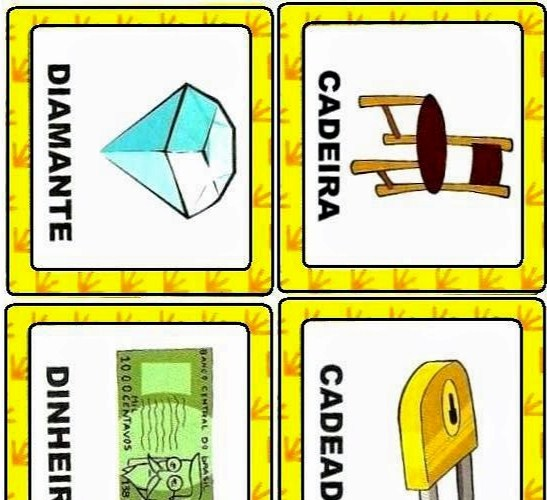 DIAMANTE
CADEIRA
DINHEIR
BANCO CENTRAL DO BRASIL
1000 MIL
CENTAVOS
CADEAD